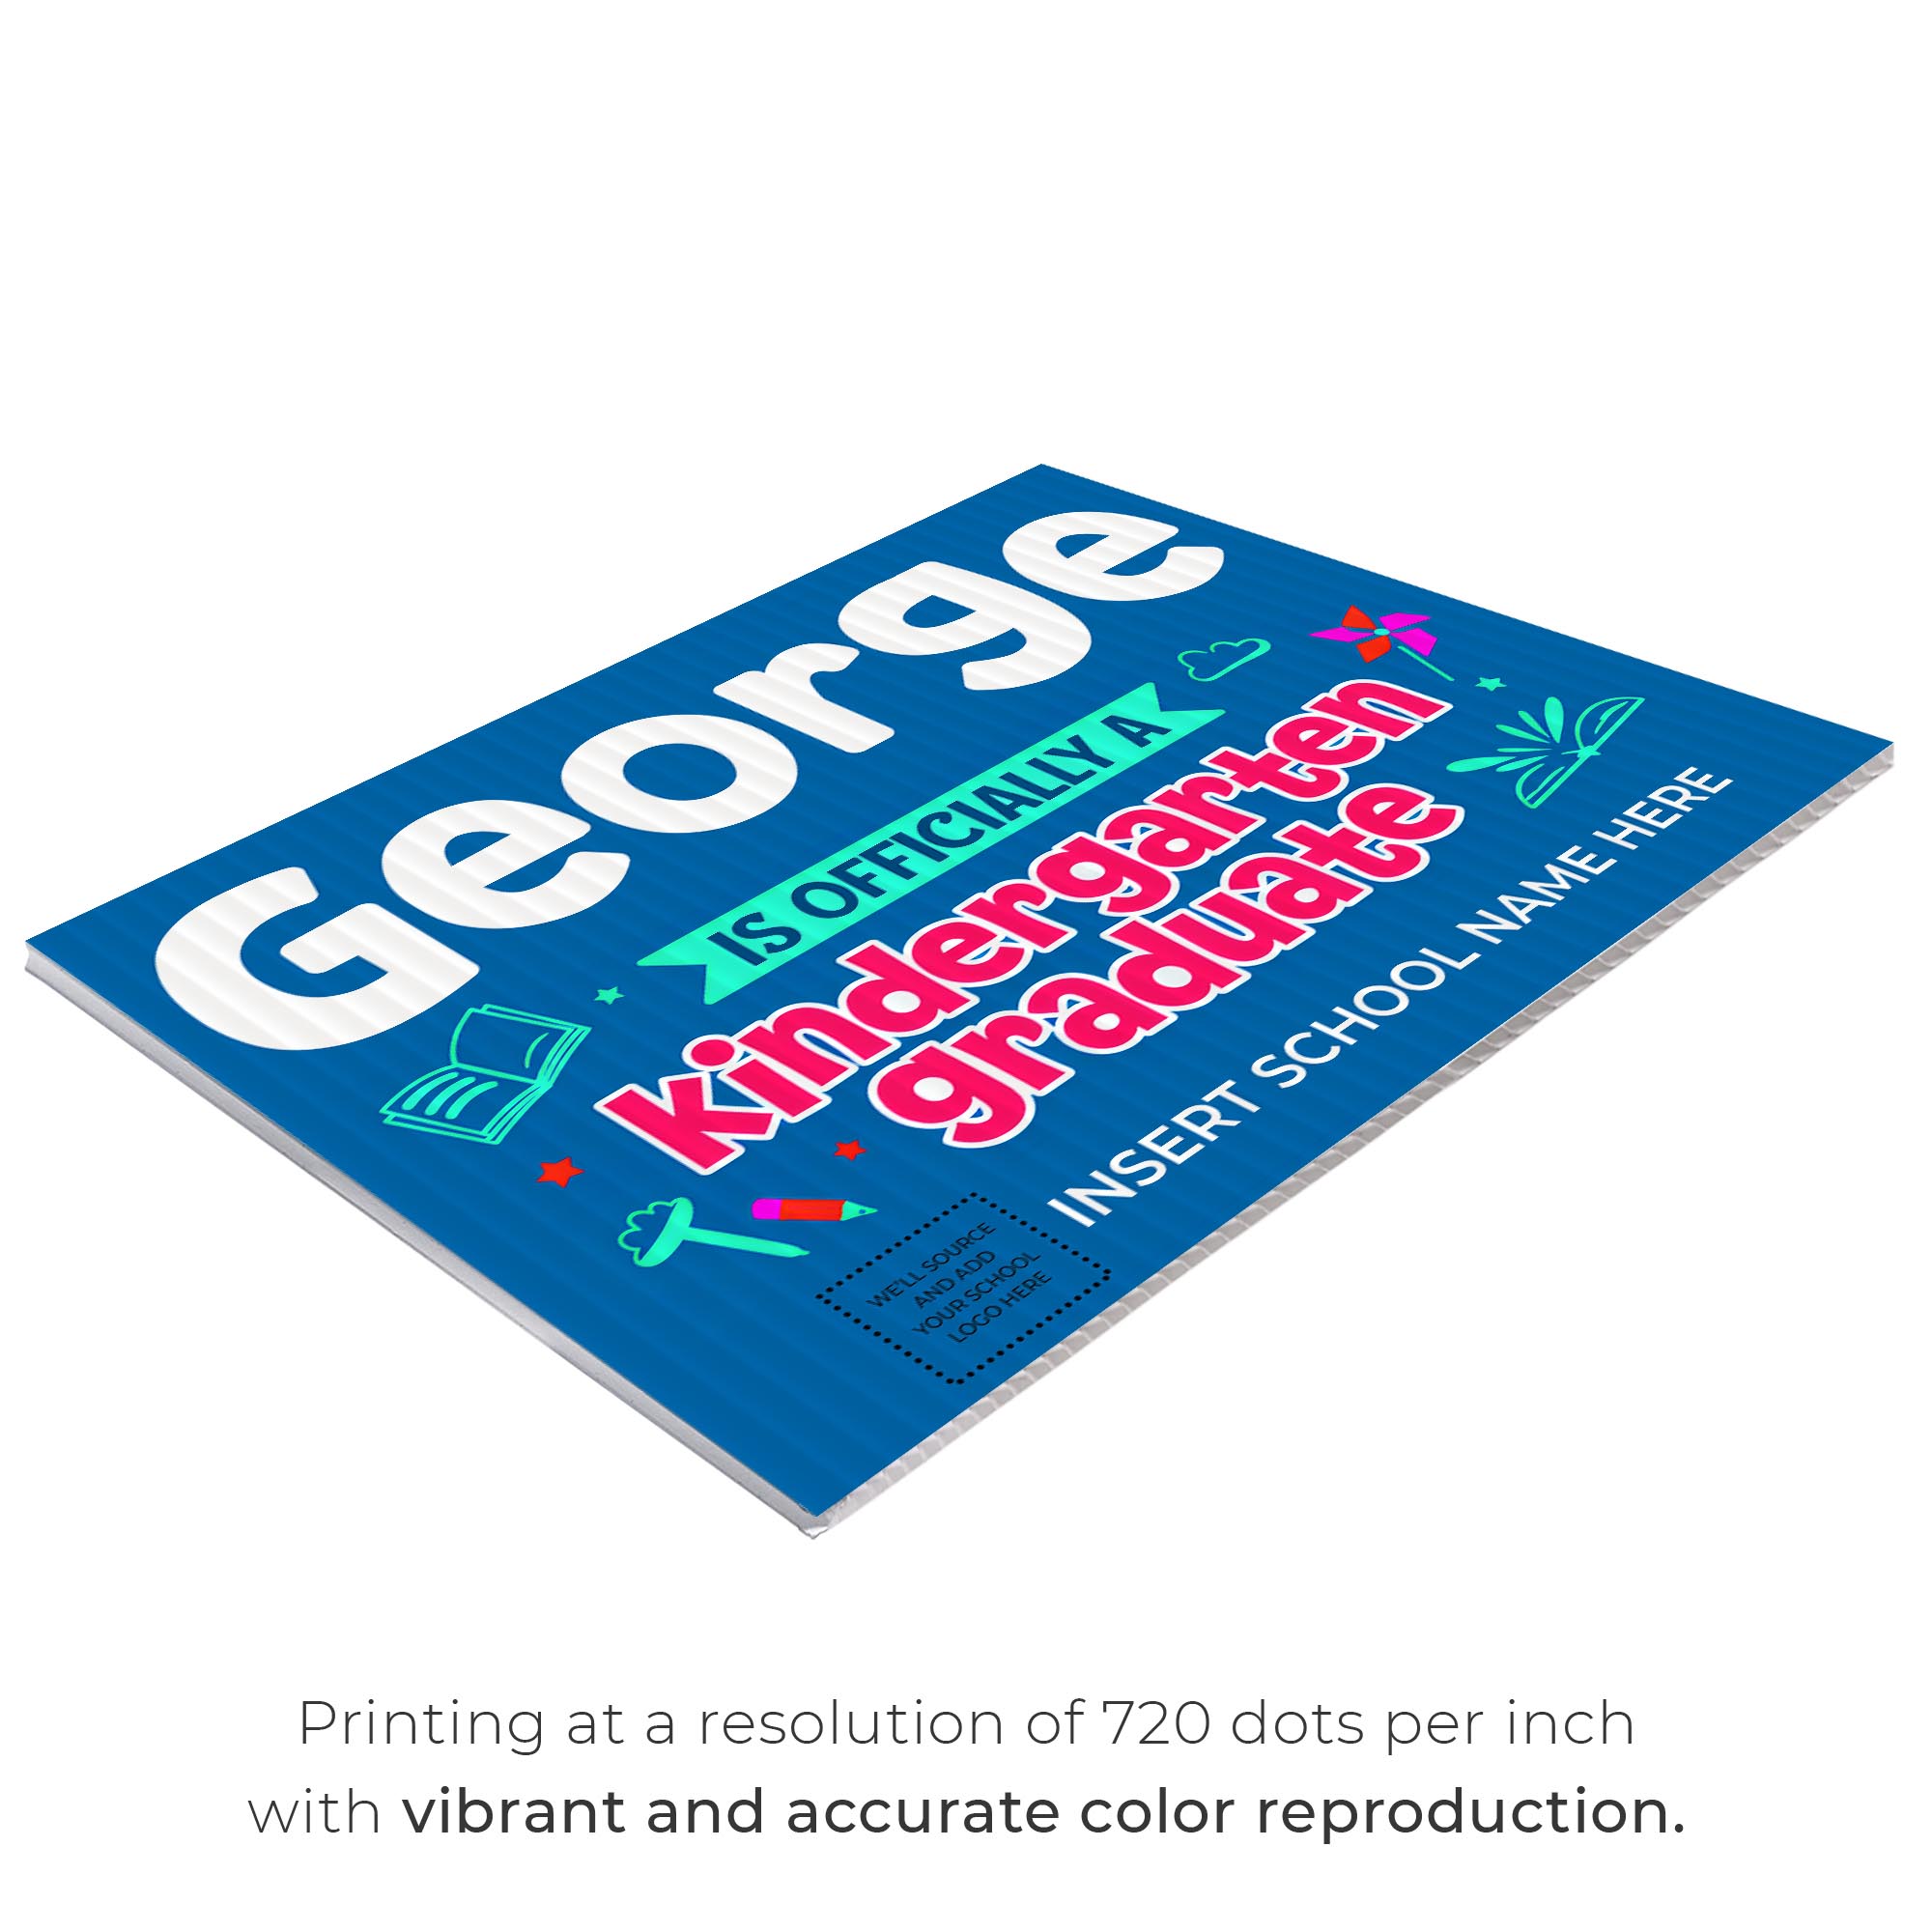 George
IS OFFICIALLY A
kindergarten
graduate
INSERT SCHOOL NAME HERE
WE'LL SOURCE
AND ADD
YOUR SCHOOL
LOGO HERE
Printing at a resolution of 720 dots per inch
with vibrant and accurate color reproduction.